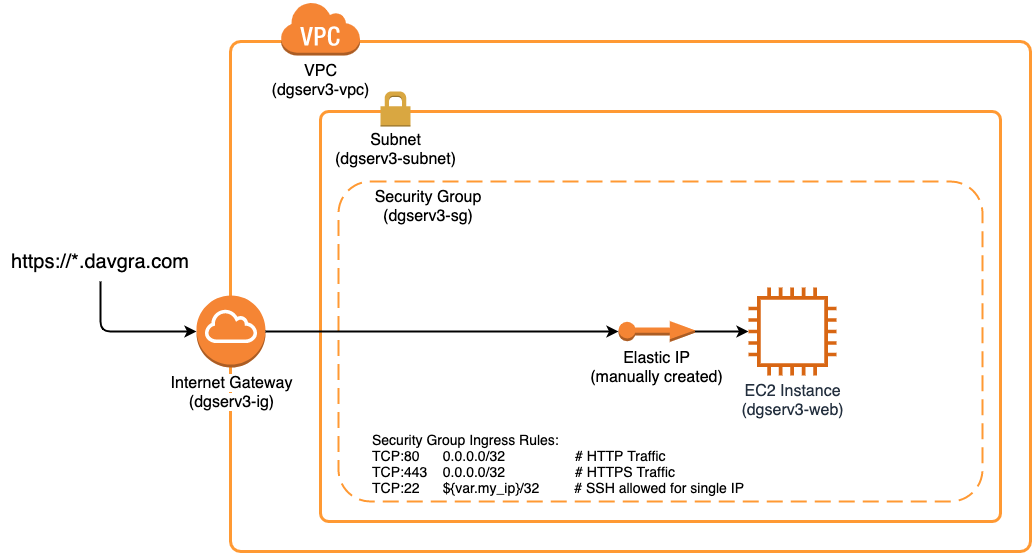 VPC
VPC
(dgserv3-vpc)
Subnet
(dgserv3-subnet)
Security Group
(dgserv3-sg)
https://*.davgra.com
Internet Gateway
(dgserv3-ig)
Elastic IP
(manually created)
EC2 Instance
(dgserv3-web)
Security Group Ingress Rules:
TCP:80 0.0.0.0/32 # HTTP Traffic
TCP:443 0.0.0.0/32 # HTTPS Traffic
TCP:22 ${var.my_ip}/32 # SSH allowed for single IP